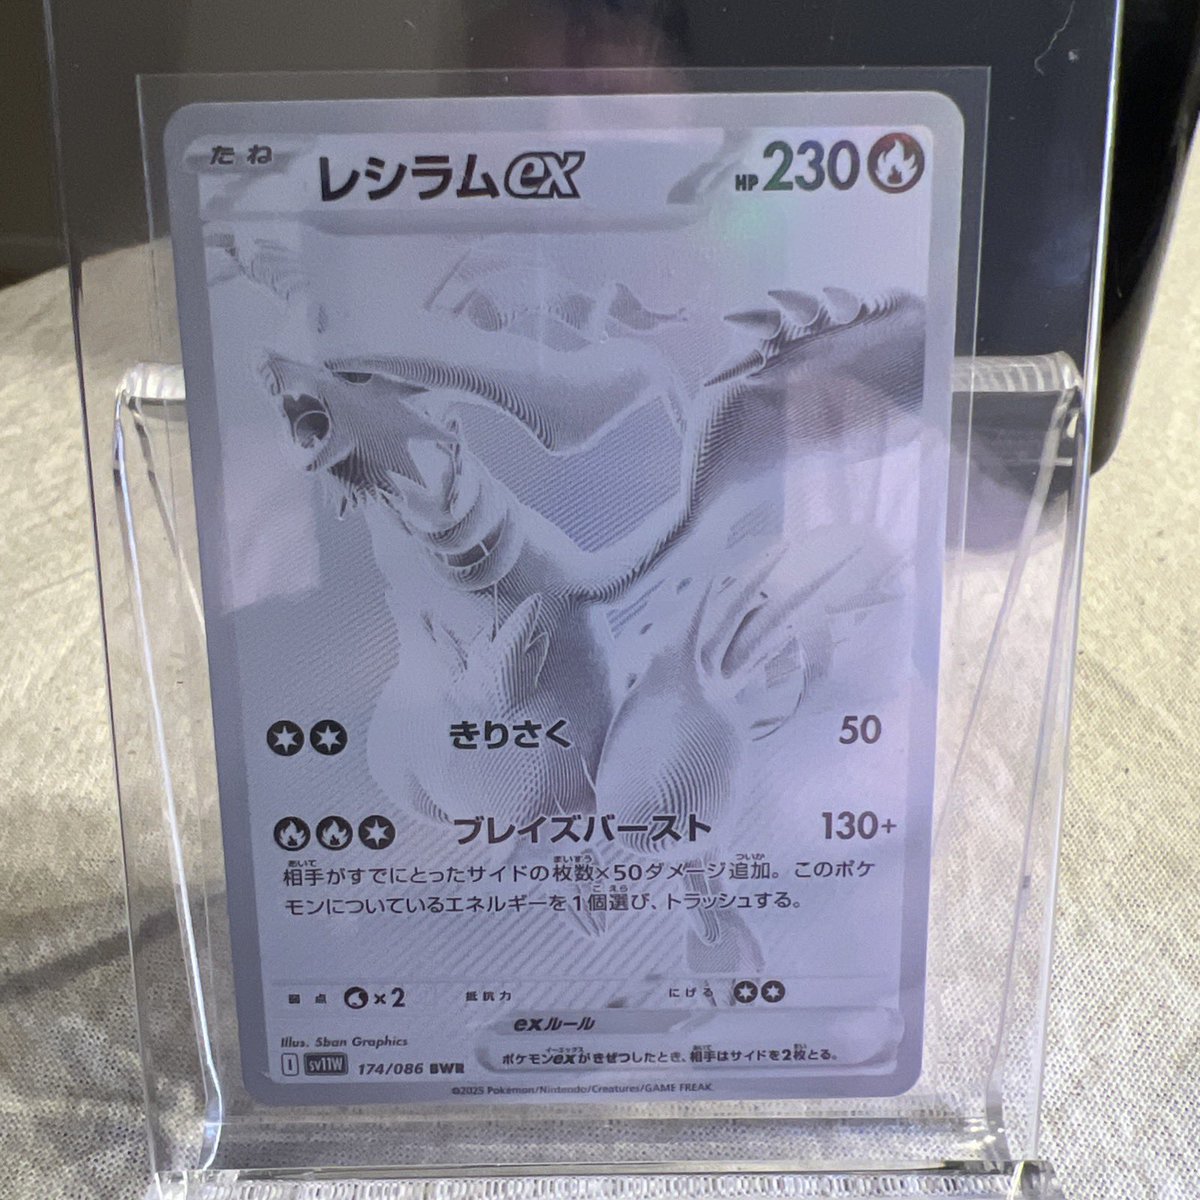 たね レシラムex HP230
きりさく 50
ブレイズバースト 130+
相手がすでにとったサイドの枚数×50ダメージ追加。このポケ
モンについているエネルギーを1個選び、トラッシュする。
弱点 ×2 抵抗力 にげる
exルール
ポケモンexがきぜつしたとき、相手はサイドを2枚とる。
Illus. 5ban Graphics
I sv11W 174/086 BWR
©2025 Pokémon/Nintendo/Creatures/GAME FREAK